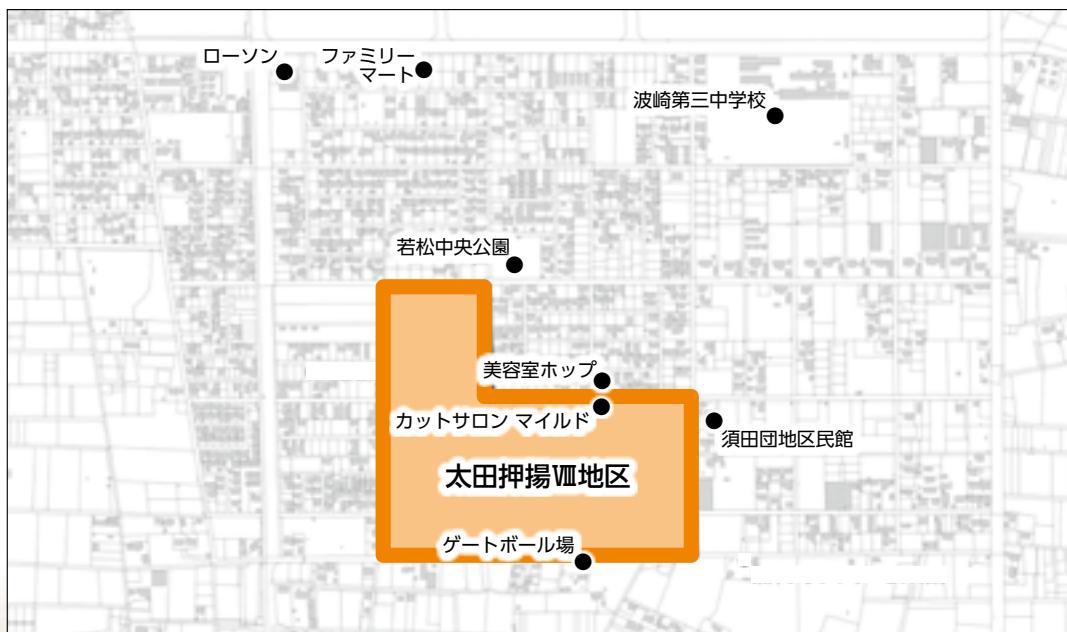 ローソン
ファミリー
マート
波崎第三中学校
若松中央公園
美容室ホップ
カットサロン マイルド
須田団地区民館
太田押揚Ⅷ地区
ゲートボール場